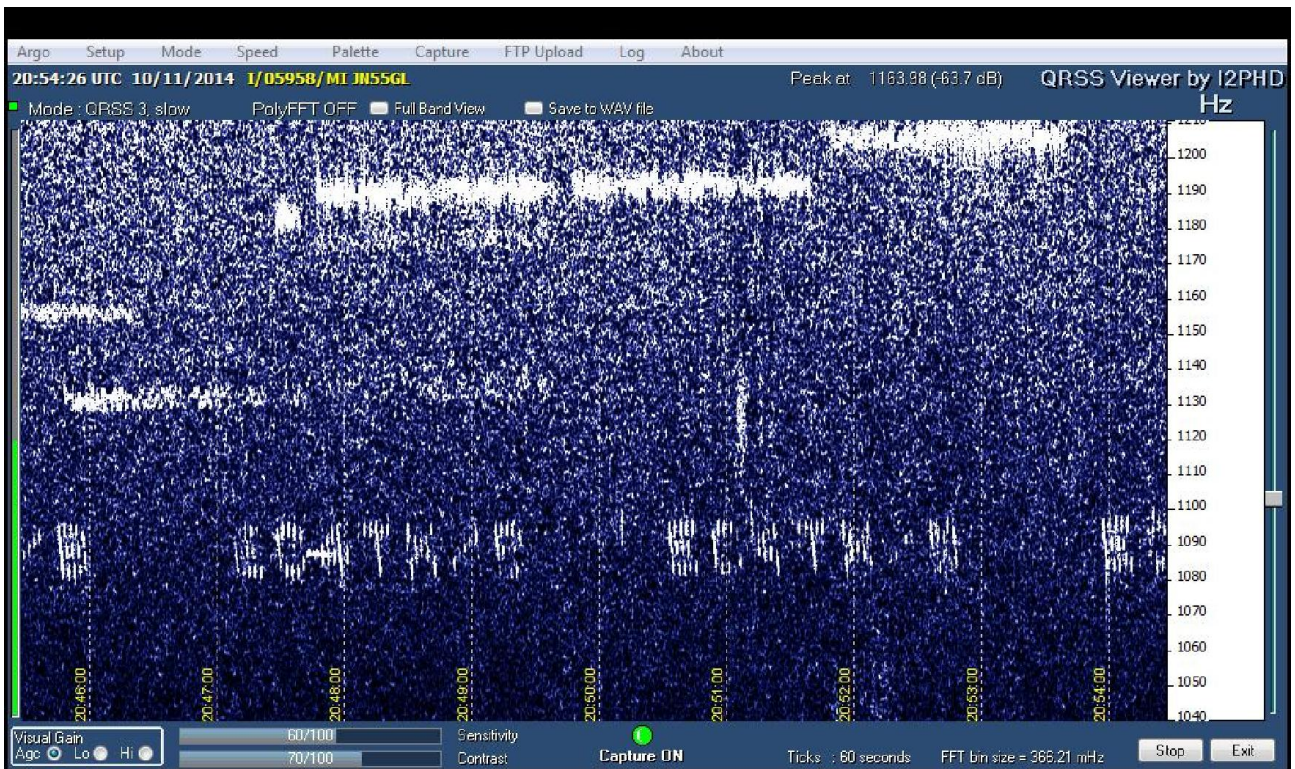 Argo Setup Mode Speed Palette Capture FTP Upload Log About
20:54:26 UTC 10/11/2014 I/05958/MI JN55GL Peak at 1163.98 (-63.7 dB) QRSS Viewer by I2PHD
Mode : QRSS 3, slow PolyFFT OFF Full Band View Save to WAV file Hz
1210
1200
1190
1180
1170
1160
1150
1140
1130
1120
1110
1100
1090
1080
1070
1060
1050
1040
20:46:00 20:47:00 20:48:00 20:49:00 20:50:00 20:51:00 20:52:00 20:53:00 20:54:00
Visual Gain
Agc Lo Hi
60/100 Sensitivity
70/100 Contrast
Capture ON
Ticks : 60 seconds FFT bin size = 366.21 mHz Stop Exit